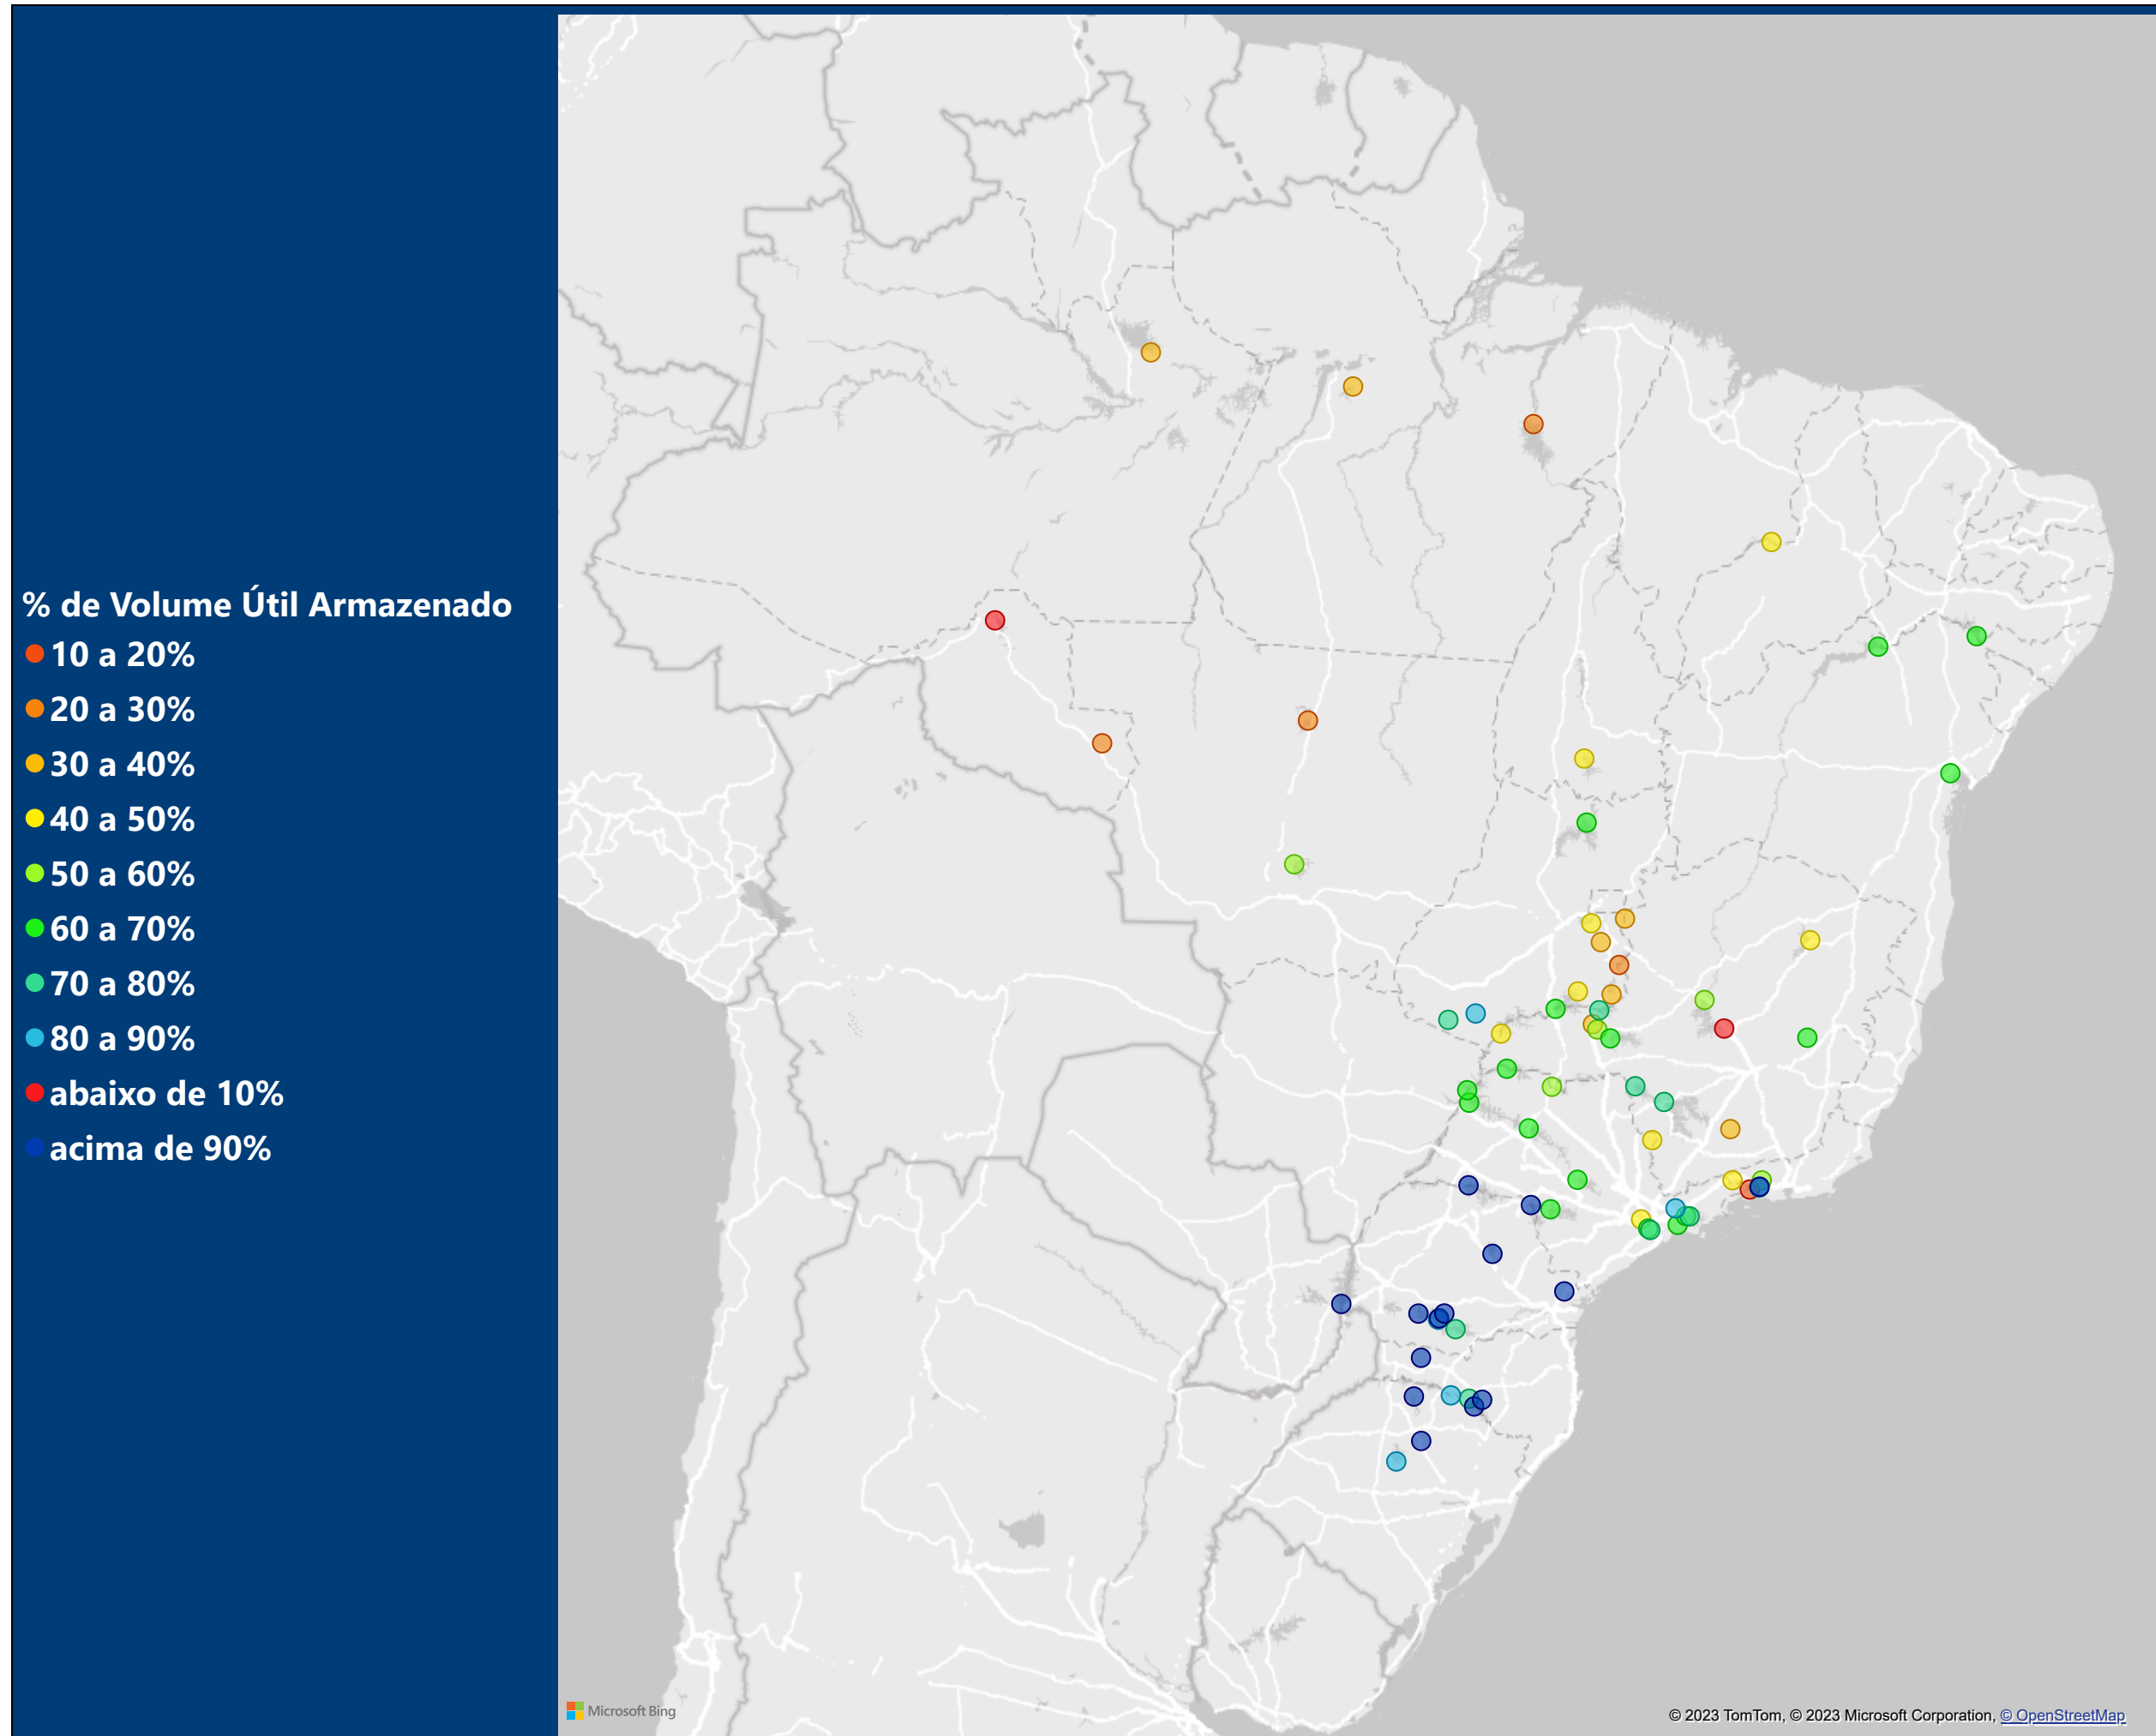 % de Volume Útil Armazenado
10 a 20%
20 a 30%
30 a 40%
40 a 50%
50 a 60%
60 a 70%
70 a 80%
80 a 90%
abaixo de 10%
acima de 90%
Microsoft Bing
© 2023 TomTom, © 2023 Microsoft Corporation, © OpenStreetMap